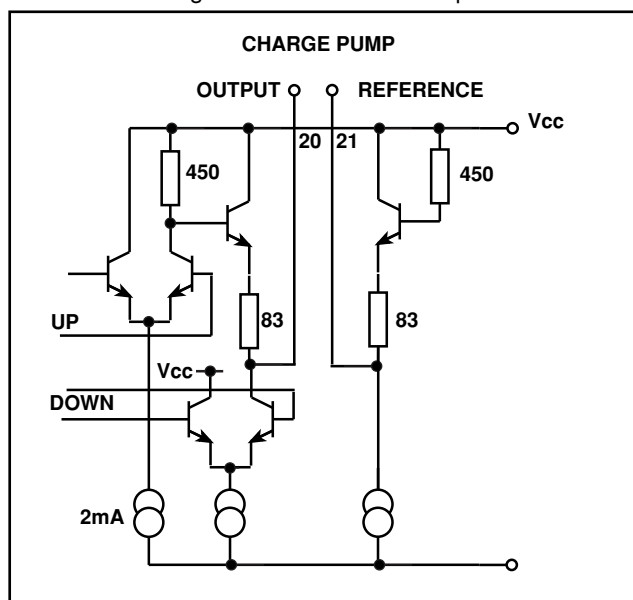 CHARGE PUMP
OUTPUT REFERENCE
20 21 Vcc
450 450
UP
83 83
Vcc
DOWN
2mA